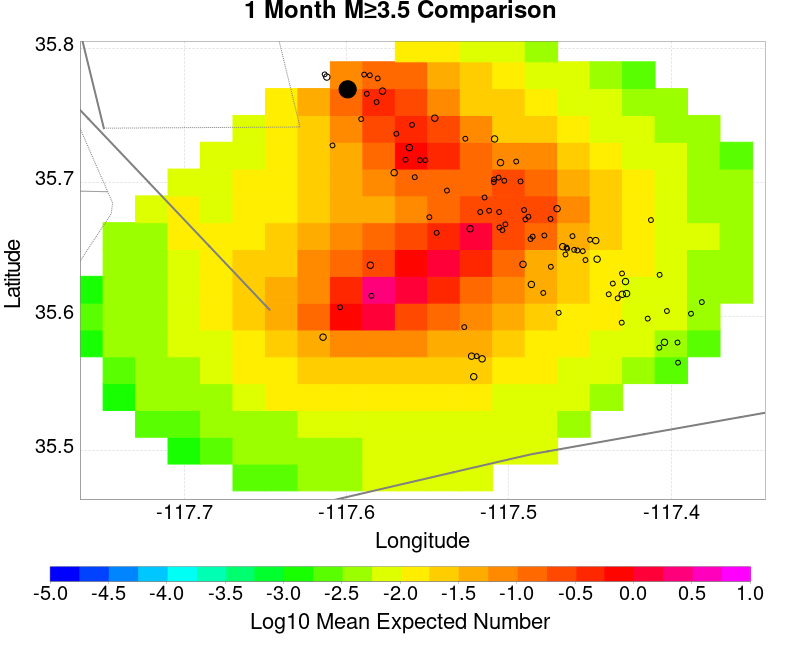 1 Month M≥3.5 Comparison
35.8
35.7
35.6
35.5
Latitude
-117.7 -117.6 -117.5 -117.4
Longitude
-5.0 -4.5 -4.0 -3.5 -3.0 -2.5 -2.0 -1.5 -1.0 -0.5 0.0 0.5 1.0
Log10 Mean Expected Number